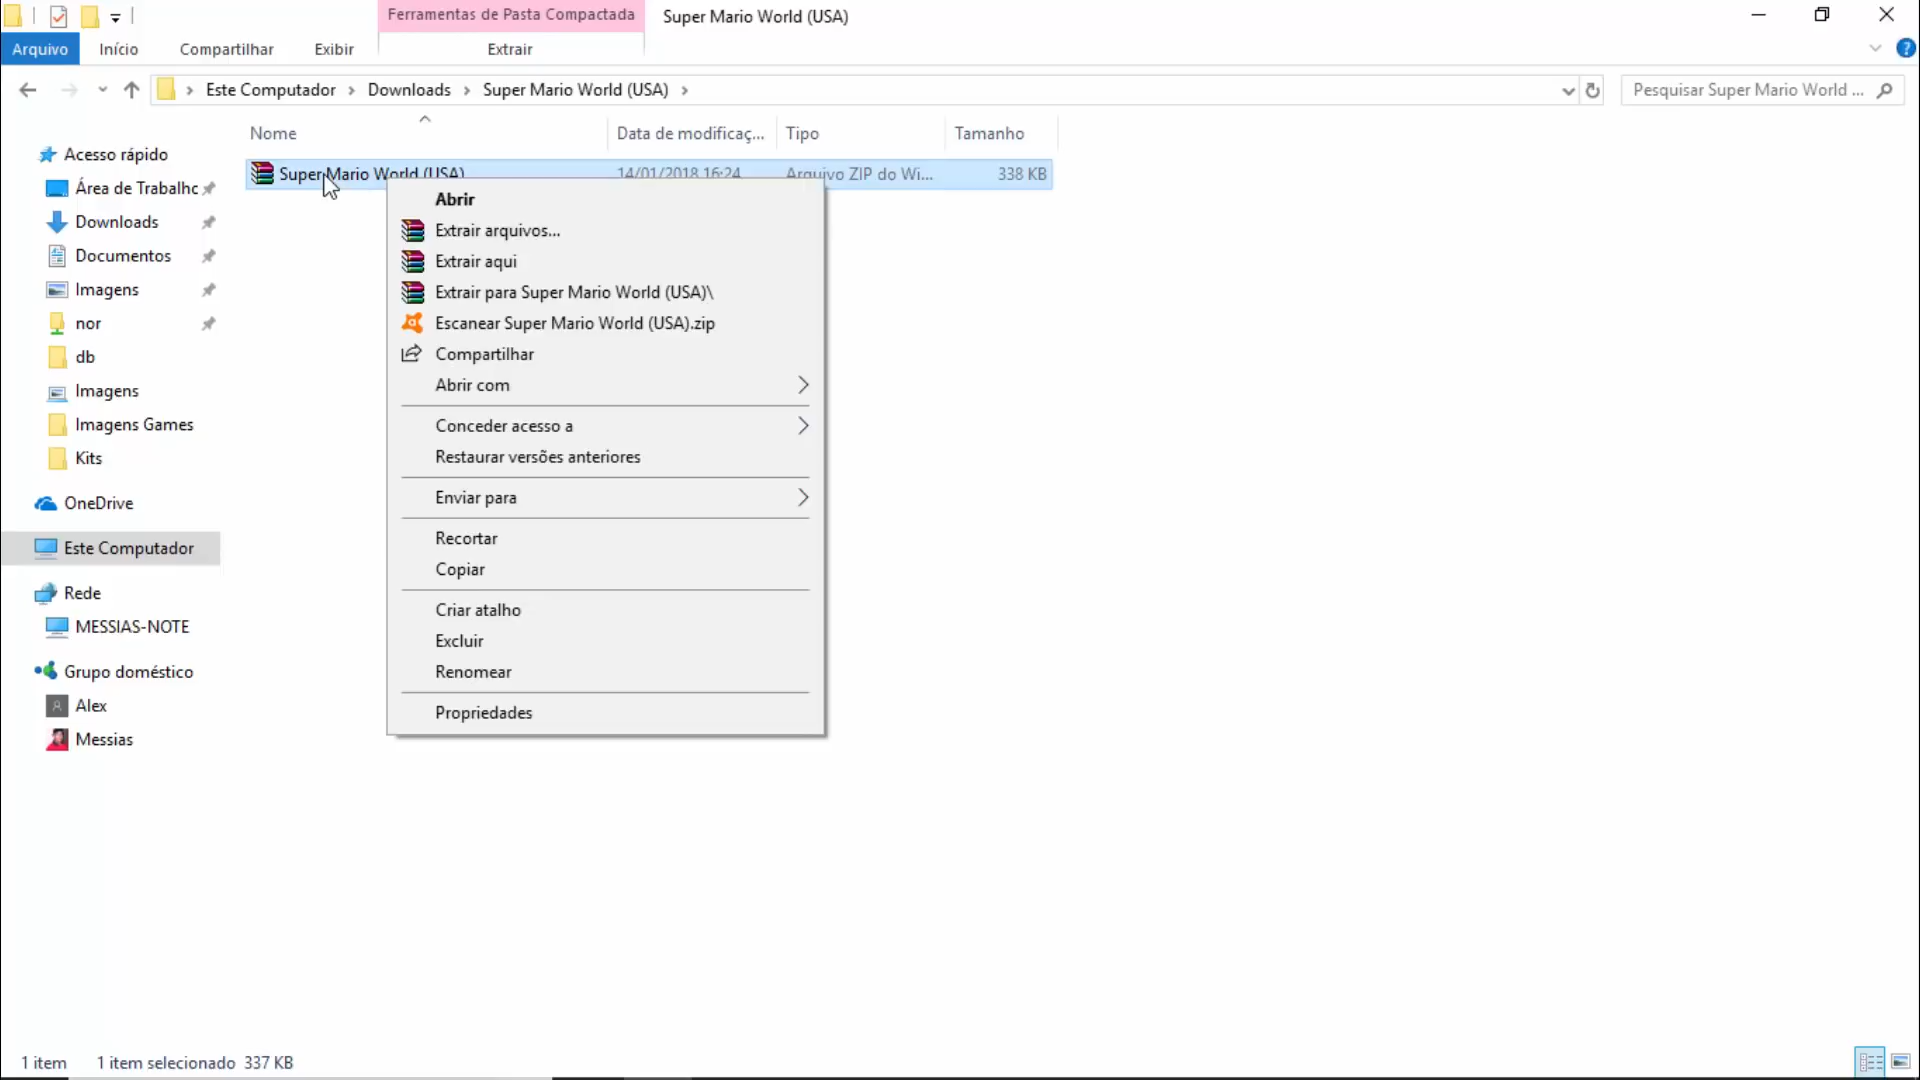 Ferramentas de Pasta Compactada
Super Mario World (USA)
Arquivo
Início
Compartilhar
Exibir
Extrair
Este Computador
Downloads
Super Mario World (USA)
Pesquisar Super Mario World ...
Nome
Data de modificaç...
Tipo
Tamanho
Super Mario World (USA)
14/01/2018 16:24
Arquivo ZIP do Wi...
338 KB
Acesso rápido
Área de Trabalho
Downloads
Documentos
Imagens
nor
db
Imagens
Imagens Games
Kits
OneDrive
Este Computador
Rede
MESSIAS-NOTE
Grupo doméstico
Alex
Messias
Abrir
Extrair arquivos...
Extrair aqui
Extrair para Super Mario World (USA)\
Escanear Super Mario World (USA).zip
Compartilhar
Abrir com
Conceder acesso a
Restaurar versões anteriores
Enviar para
Recortar
Copiar
Criar atalho
Excluir
Renomear
Propriedades
1 item
1 item selecionado 337 KB